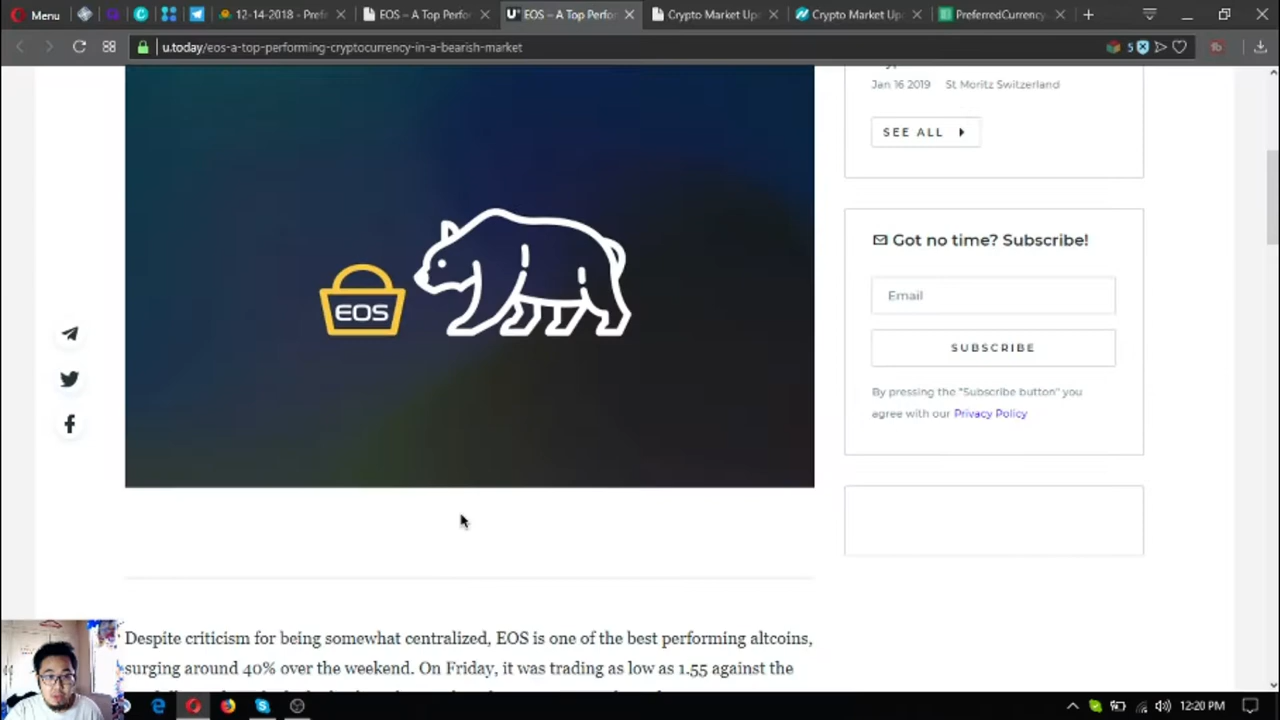 Menu
12-14-2018 - Pref
EOS – A Top Perfor
EOS – A Top Perfo
Crypto Market Up
Crypto Market Up
PreferredCurrency
u.today/eos-a-top-performing-cryptocurrency-in-a-bearish-market
5
Jan 16 2019 St Moritz Switzerland
SEE ALL
Got no time? Subscribe!
Email
SUBSCRIBE
By pressing the "Subscribe button" you
agree with our Privacy Policy
EOS
Despite criticism for being somewhat centralized, EOS is one of the best performing altcoins,
surging around 40% over the weekend. On Friday, it was trading as low as 1.55 against the
12:20 PM